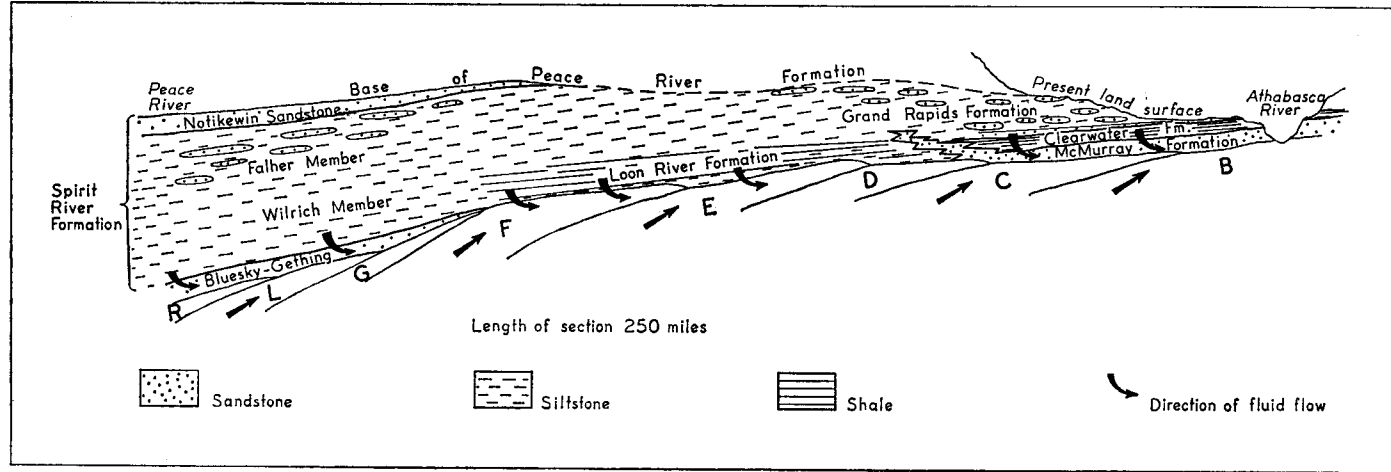 Base of Peace River Formation
Peace
River
Notikewin Sandstone
Falher Member
Wilrich Member
Spirit
River
Formation
Bluesky-Gething
Loon River Formation
Grand Rapids Formation
Present land surface
Athabasca
River
Clearwater Fm.
McMurray Formation
R
L
G
F
E
D
C
B
Length of section 250 miles
Sandstone
Siltstone
Shale
Direction of fluid flow